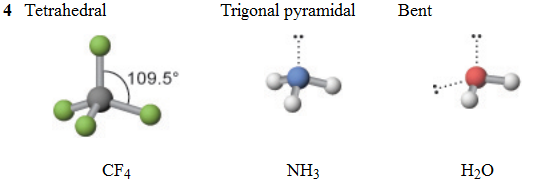 4 Tetrahedral Trigonal pyramidal Bent
109.5°
CF4 NH3 H2O